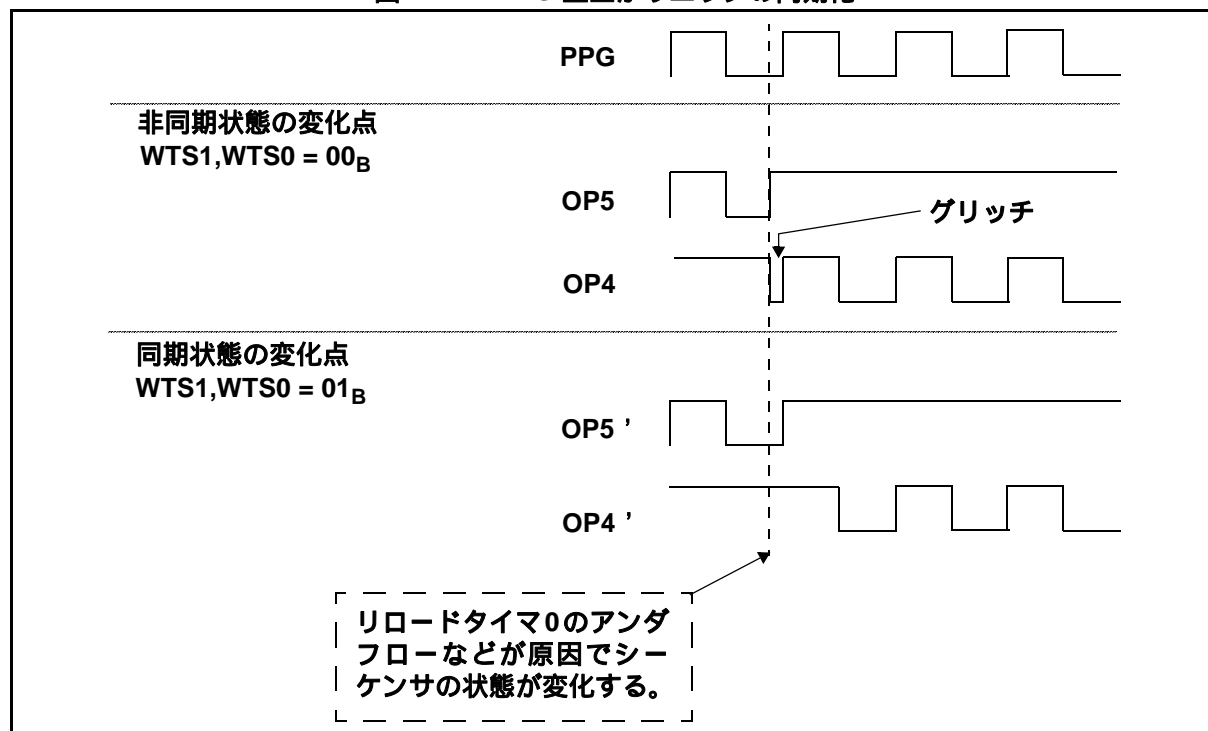 PPG
非同期状態の変化点
WTS1,WTS0 = 00B
OP5
グリッチ
OP4
同期状態の変化点
WTS1,WTS0 = 01B
OP5 ’
OP4 ’
リロードタイマ0のアンダ
フローなどが原因でシー
ケンサの状態が変化する。